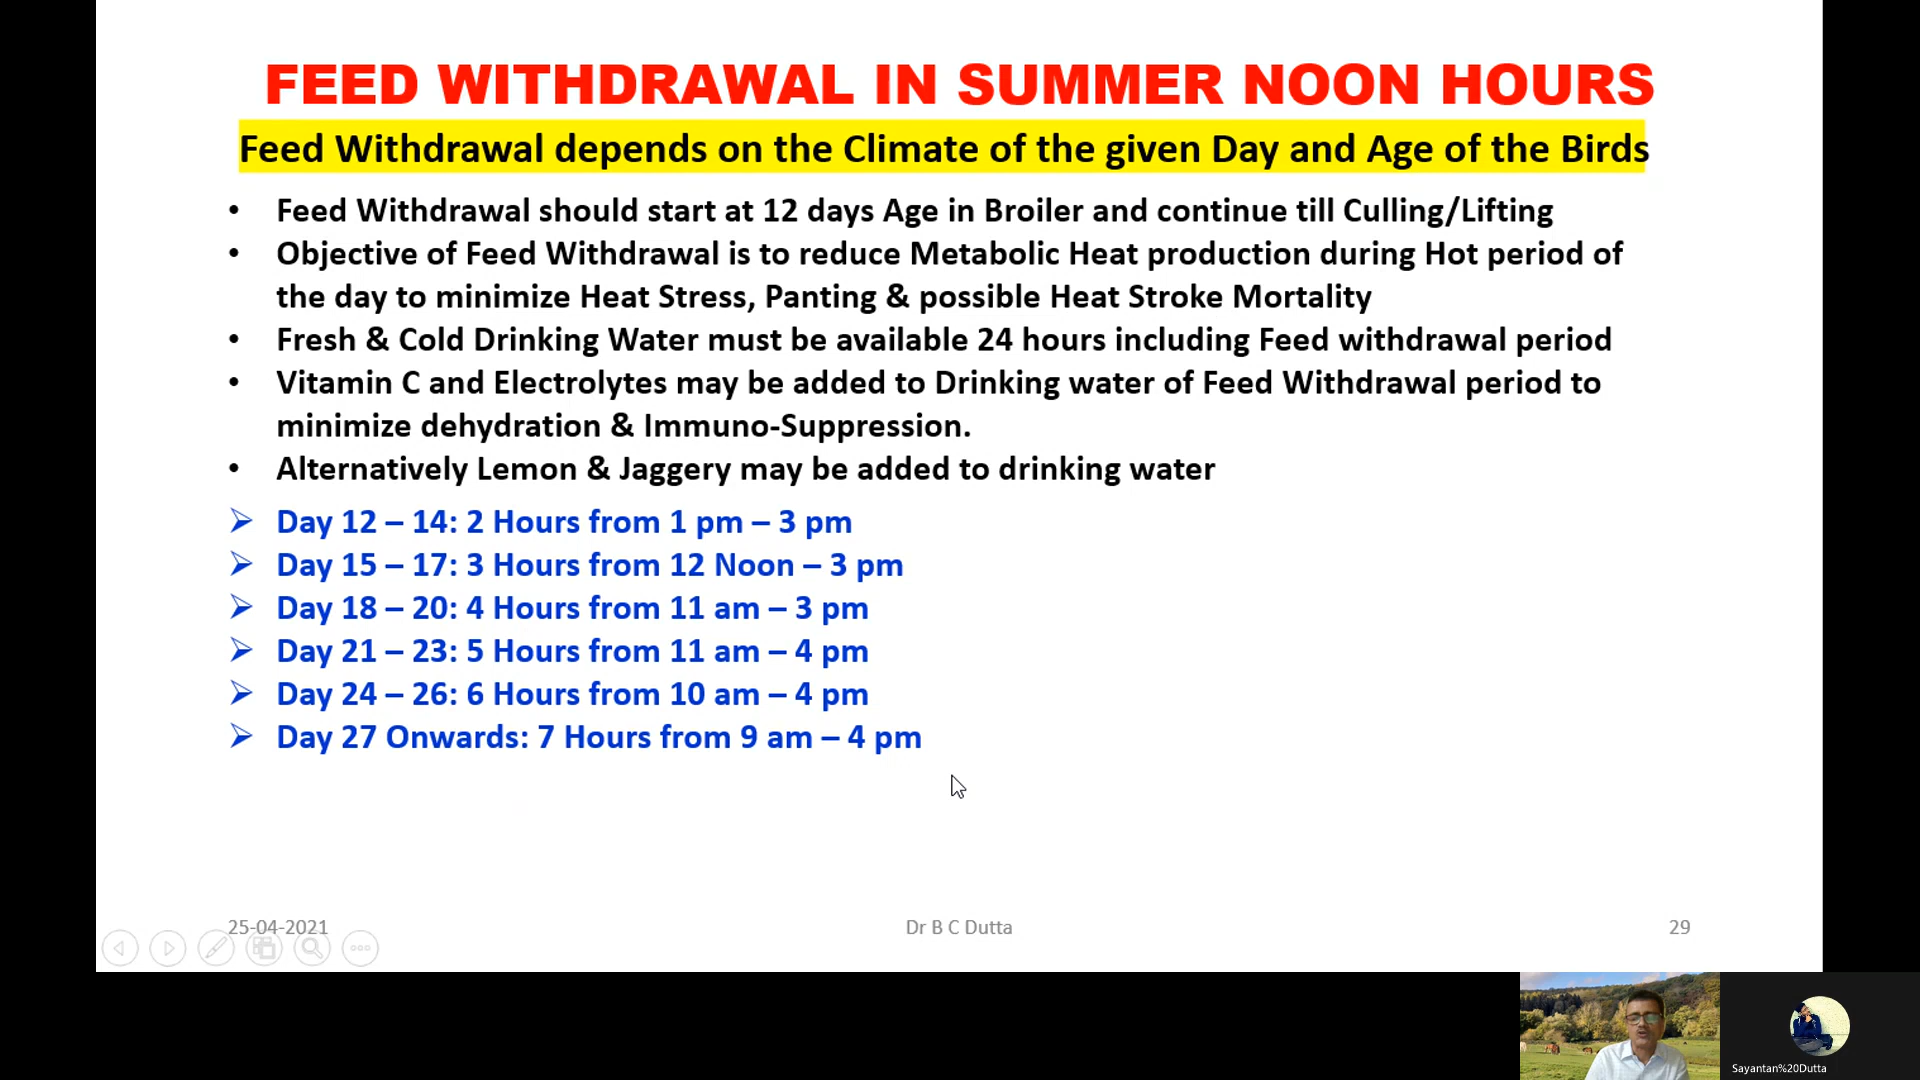 FEED WITHDRAWAL IN SUMMER NOON HOURS
Feed Withdrawal depends on the Climate of the given Day and Age of the Birds
• Feed Withdrawal should start at 12 days Age in Broiler and continue till Culling/Lifting
• Objective of Feed Withdrawal is to reduce Metabolic Heat production during Hot period of
the day to minimize Heat Stress, Panting & possible Heat Stroke Mortality
• Fresh & Cold Drinking Water must be available 24 hours including Feed withdrawal period
• Vitamin C and Electrolytes may be added to Drinking water of Feed Withdrawal period to
minimize dehydration & Immuno-Suppression.
• Alternatively Lemon & Jaggery may be added to drinking water
➢ Day 12 – 14: 2 Hours from 1 pm – 3 pm
➢ Day 15 – 17: 3 Hours from 12 Noon – 3 pm
➢ Day 18 – 20: 4 Hours from 11 am – 3 pm
➢ Day 21 – 23: 5 Hours from 11 am – 4 pm
➢ Day 24 – 26: 6 Hours from 10 am – 4 pm
➢ Day 27 Onwards: 7 Hours from 9 am – 4 pm
25-04-2021
Dr B C Dutta
29
Sayantan%20Dutta